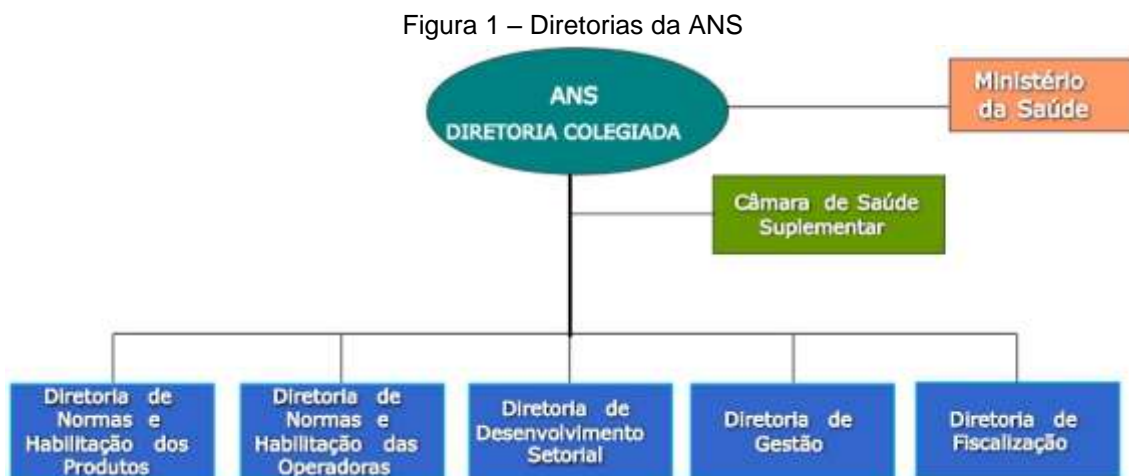 Figura 1 – Diretorias da ANS
ANS
DIRETORIA COLEGIADA
Ministério
da Saúde
Câmara de Saúde
Suplementar
Diretoria de
Normas e
Habilitação dos
Produtos
Diretoria de
Normas e
Habilitação das
Operadoras
Diretoria de
Desenvolvimento
Setorial
Diretoria de
Gestão
Diretoria de
Fiscalização